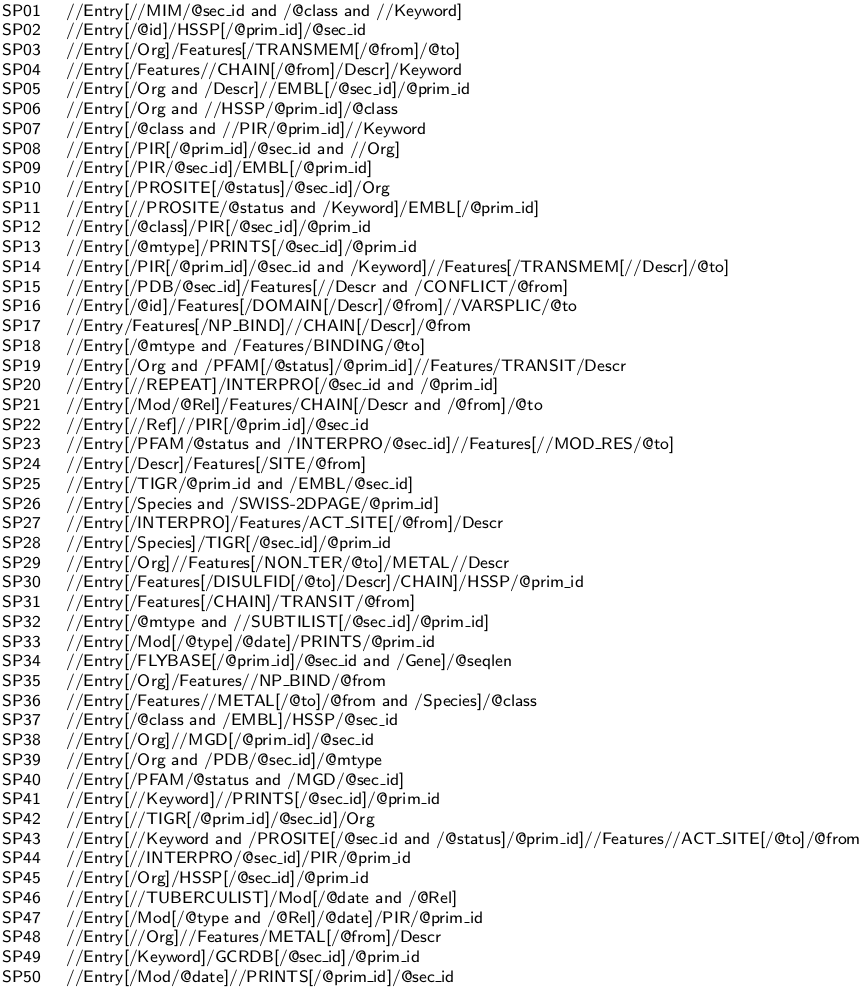 SP01 //Entry[//MIM/@sec_id and /@class and //Keyword]
SP02 //Entry[/@id]/HSSP[/@prim_id]/@sec_id
SP03 //Entry[/Org]/Features[/TRANSMEM[/@from]/@to]
SP04 //Entry[/Features//CHAIN[/@from]/Descr]/Keyword
SP05 //Entry[/Org and /Descr]//EMBL[/@sec_id]/@prim_id
SP06 //Entry[/Org and //HSSP/@prim_id]/@class
SP07 //Entry[/@class and //PIR/@prim_id]//Keyword
SP08 //Entry[/PIR[/@prim_id]/@sec_id and //Org]
SP09 //Entry[/PIR/@sec_id]/EMBL[/@prim_id]
SP10 //Entry[/PROSITE[/@status]/@sec_id]/Org
SP11 //Entry[//PROSITE/@status and /Keyword]/EMBL[/@prim_id]
SP12 //Entry[/@class]/PIR[/@sec_id]/@prim_id
SP13 //Entry[/@mtype]/PRINTS[/@sec_id]/@prim_id
SP14 //Entry[/PIR[/@prim_id]/@sec_id and /Keyword]//Features[/TRANSMEM[//Descr]/@to]
SP15 //Entry[/PDB/@sec_id]/Features[//Descr and /CONFLICT/@from]
SP16 //Entry[/@id]/Features[/DOMAIN[/Descr]/@from]//VARSPLIC/@to
SP17 //Entry/Features[/NP_BIND]//CHAIN[/Descr]/@from
SP18 //Entry[/@mtype and /Features/BINDING/@to]
SP19 //Entry[/Org and /PFAM[/@status]/@prim_id]//Features/TRANSIT/Descr
SP20 //Entry[//REPEAT]/INTERPRO[/@sec_id and /@prim_id]
SP21 //Entry[/Mod/@Rel]/Features/CHAIN[/Descr and /@from]/@to
SP22 //Entry[//Ref]//PIR[/@prim_id]/@sec_id
SP23 //Entry[/PFAM/@status and /INTERPRO/@sec_id]//Features[//MOD_RES/@to]
SP24 //Entry[/Descr]/Features[/SITE/@from]
SP25 //Entry[/TIGR/@prim_id and /EMBL/@sec_id]
SP26 //Entry[/Species and /SWISS-2DPAGE/@prim_id]
SP27 //Entry[/INTERPRO]/Features/ACT_SITE[/@from]/Descr
SP28 //Entry[/Species]/TIGR[/@sec_id]/@prim_id
SP29 //Entry[/Org]//Features[/NON_TER/@to]/METAL//Descr
SP30 //Entry[/Features[/DISULFID[/@to]/Descr]/CHAIN]/HSSP/@prim_id
SP31 //Entry[/Features[/CHAIN]/TRANSIT/@from]
SP32 //Entry[/@mtype and //SUBTILIST[/@sec_id]/@prim_id]
SP33 //Entry[/Mod[/@type]/@date]/PRINTS/@prim_id
SP34 //Entry[/FLYBASE[/@prim_id]/@sec_id and /Gene]/@seqlen
SP35 //Entry[/Org]/Features//NP_BIND/@from
SP36 //Entry[/Features//METAL[/@to]/@from and /Species]/@class
SP37 //Entry[/@class and /EMBL]/HSSP/@sec_id
SP38 //Entry[/Org]//MGD[/@prim_id]/@sec_id
SP39 //Entry[/Org and /PDB/@sec_id]/@mtype
SP40 //Entry[/PFAM/@status and /MGD/@sec_id]
SP41 //Entry[//Keyword]//PRINTS[/@sec_id]/@prim_id
SP42 //Entry[//TIGR[/@prim_id]/@sec_id]/Org
SP43 //Entry[//Keyword and /PROSITE[/@sec_id and /@status]/@prim_id]//Features//ACT_SITE[/@to]/@from
SP44 //Entry[//INTERPRO/@sec_id]/PIR/@prim_id
SP45 //Entry[/Org]/HSSP[/@sec_id]/@prim_id
SP46 //Entry[//TUBERCULIST]/Mod[/@date and /@Rel]
SP47 //Entry[/Mod[/@type and /@Rel]/@date]/PIR/@prim_id
SP48 //Entry[//Org]//Features/METAL[/@from]/Descr
SP49 //Entry[/Keyword]/GCRDB[/@sec_id]/@prim_id
SP50 //Entry[/Mod/@date]//PRINTS[/@prim_id]/@sec_id